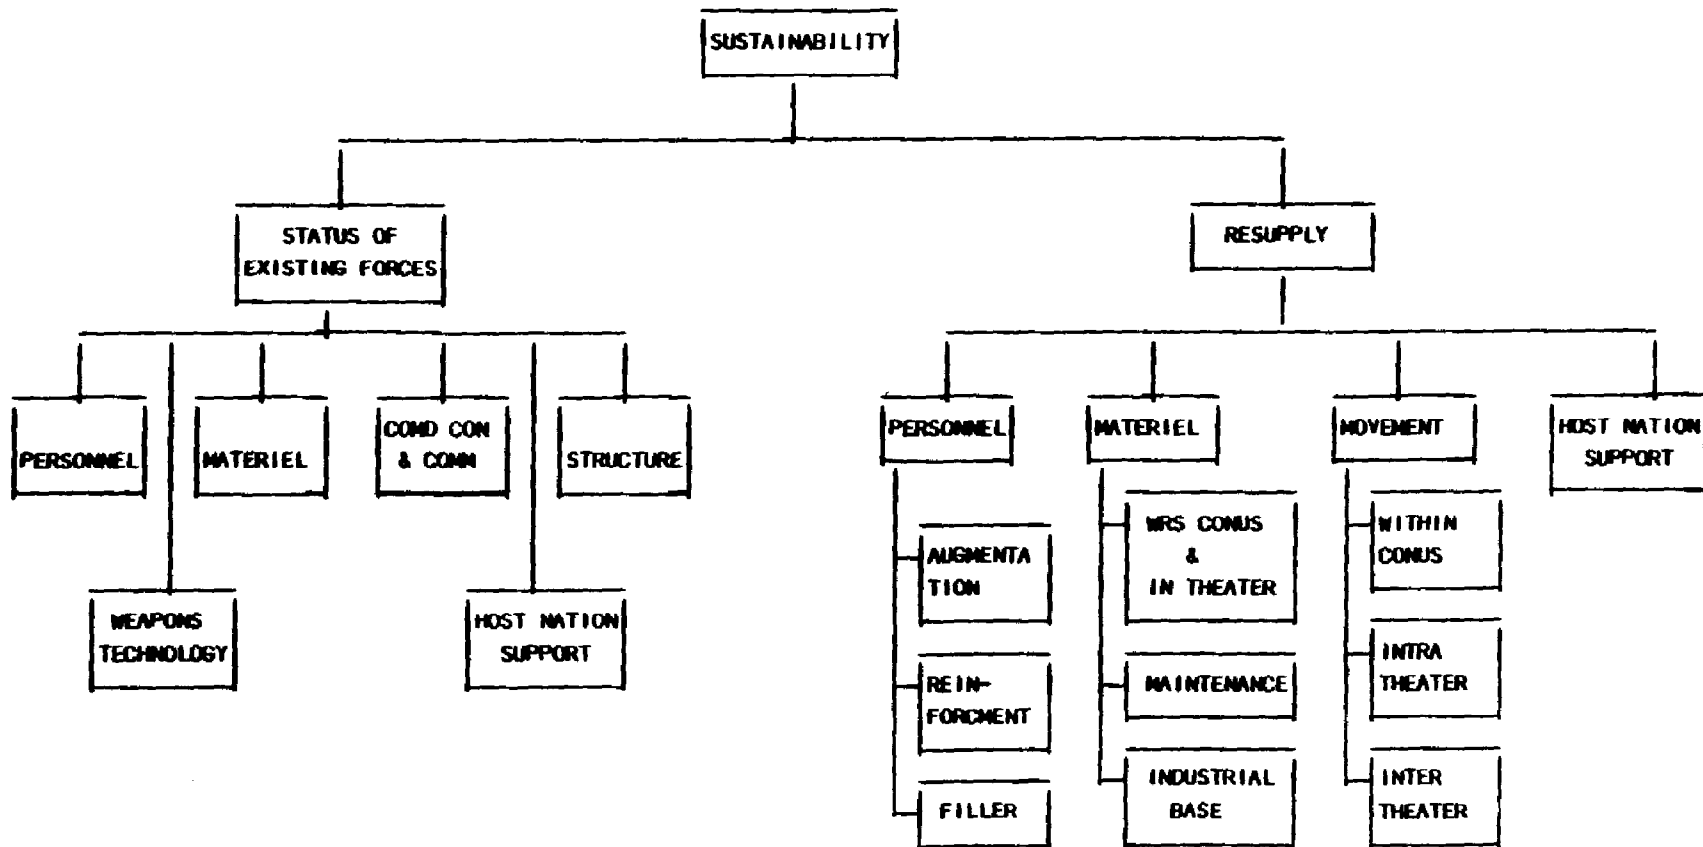 SUSTAINABILITY
STATUS OF
EXISTING FORCES
RESUPPLY
PERSONNEL
MATERIEL
COMD CON
& COMM
STRUCTURE
WEAPONS
TECHNOLOGY
HOST NATION
SUPPORT
PERSONNEL
AUGMENTA
TION
REIN-
FORCMENT
FILLER
MATERIEL
WRS CONUS
&
IN THEATER
MAINTENANCE
INDUSTRIAL
BASE
MOVEMENT
WITHIN
CONUS
INTRA
THEATER
INTER
THEATER
HOST NATION
SUPPORT